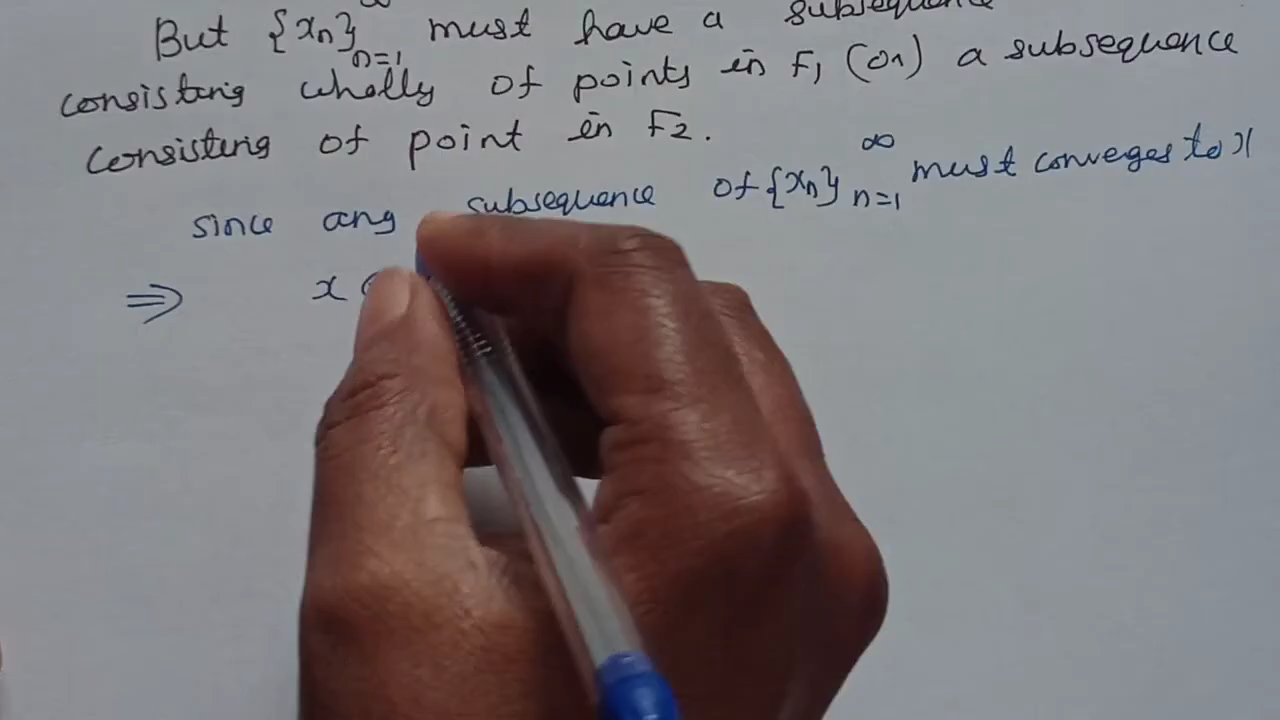 But {xn}∞n=1 must have a subsequence
consisting wholly of points in F1 (or) a subsequence
consisting of point in F2.
since any subsequence of {xn}∞n=1 must converges to x
⇒ x